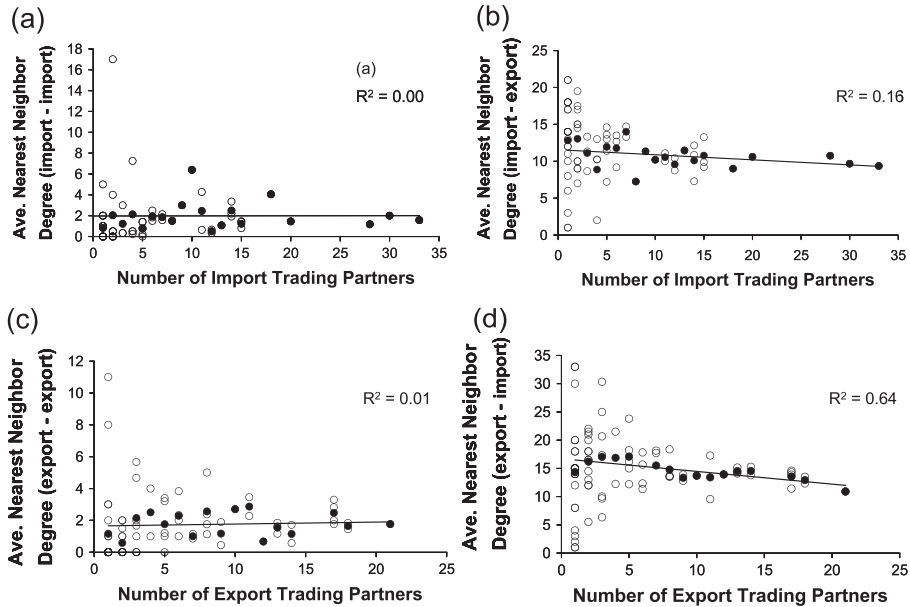 (a)
Ave. Nearest Neighbor
Degree (import - import)
18
16
14
12
10
8
6
4
2
0
0 5 10 15 20 25 30 35
Number of Import Trading Partners
(a)
R² = 0.00
(b)
Ave. Nearest Neighbor
Degree (import - export)
25
20
15
10
5
0
0 5 10 15 20 25 30 35
Number of Import Trading Partners
R² = 0.16
(c)
Ave. Nearest Neighbor
Degree (export - export)
12
10
8
6
4
2
0
0 5 10 15 20 25
Number of Export Trading Partners
R² = 0.01
(d)
Ave. Nearest Neighbor
Degree (export - import)
35
30
25
20
15
10
5
0
0 5 10 15 20 25
Number of Export Trading Partners
R² = 0.64